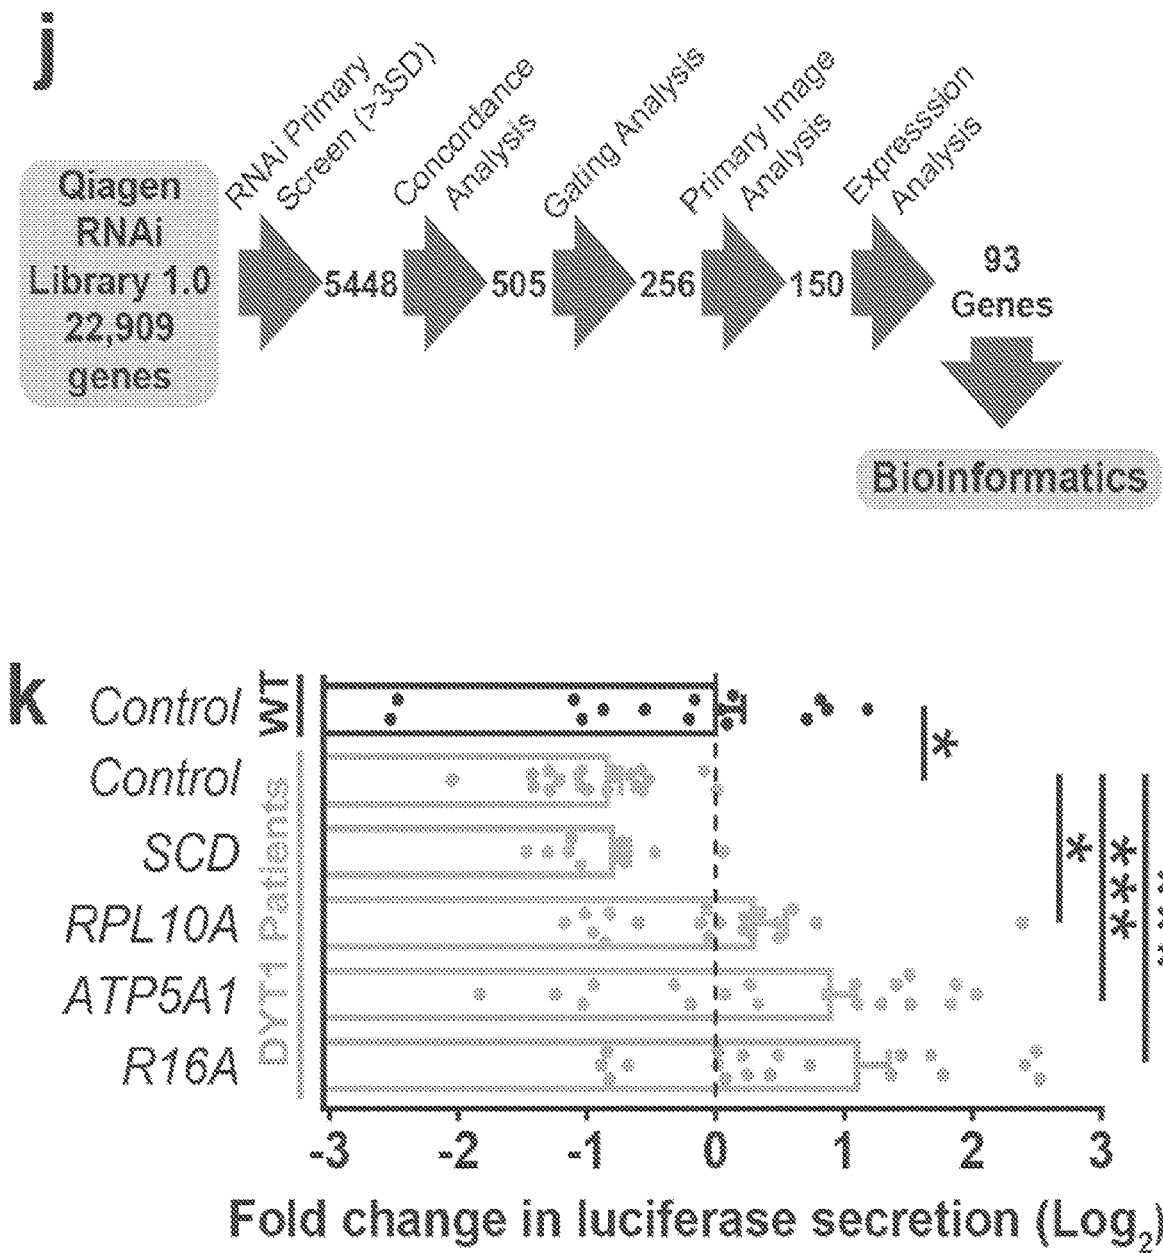 j
RNAi Primary
Screen (>3SD)
Concordance
Analysis
Gating Analysis
Primary Image
Analysis
Expresssion
Analysis
Qiagen
RNAi
Library 1.0
22,909
genes
5448
505
256
150
93
Genes
Bioinformatics
k
WT
Control
*
DYT1 Patients
Control
SCD
RPL10A
ATP5A1
R16A
*
***
-3 -2 -1 0 1 2 3
Fold change in luciferase secretion (Log2)